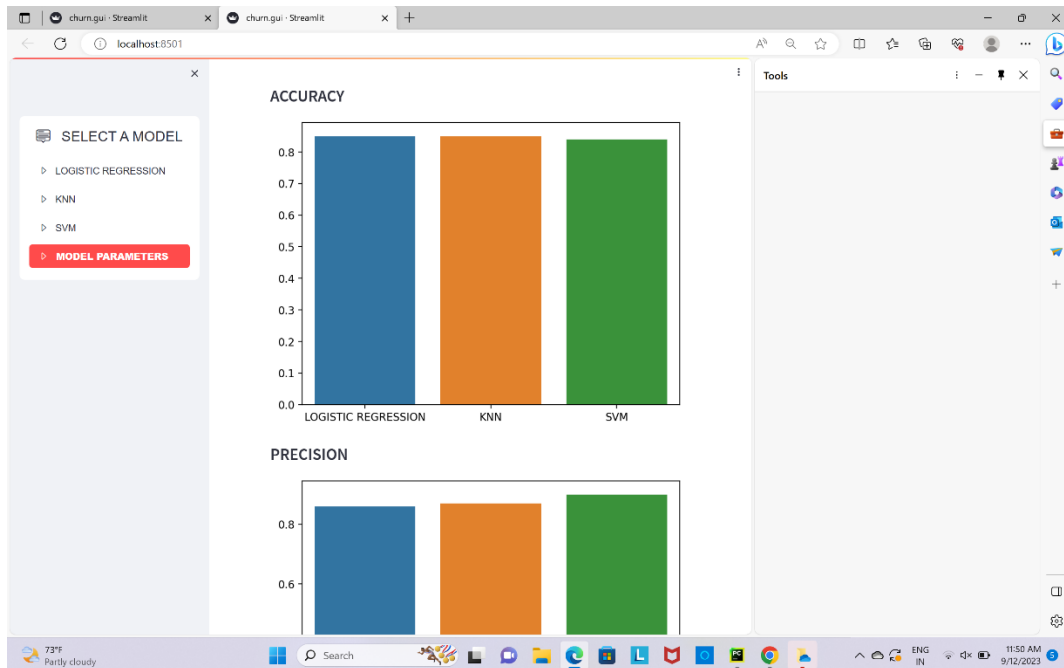 churn.gui · Streamlit
churn.gui · Streamlit
localhost:8501
SELECT A MODEL
LOGISTIC REGRESSION
KNN
SVM
MODEL PARAMETERS
ACCURACY
0.8
0.7
0.6
0.5
0.4
0.3
0.2
0.1
0.0
LOGISTIC REGRESSION KNN SVM
PRECISION
0.8
0.6
Tools
73°F
Partly cloudy
Search
ENG
IN
11:50 AM
9/12/2023
5